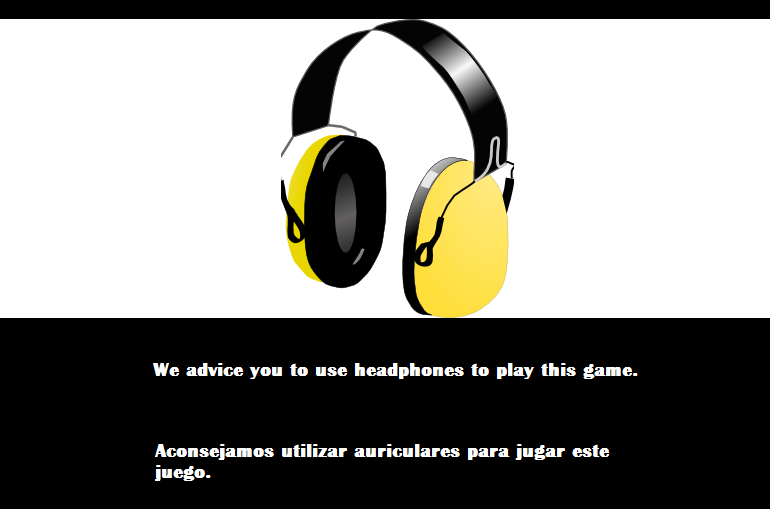 We advice you to use headphones to play this game.
Aconsejamos utilizar auriculares para jugar este
juego.